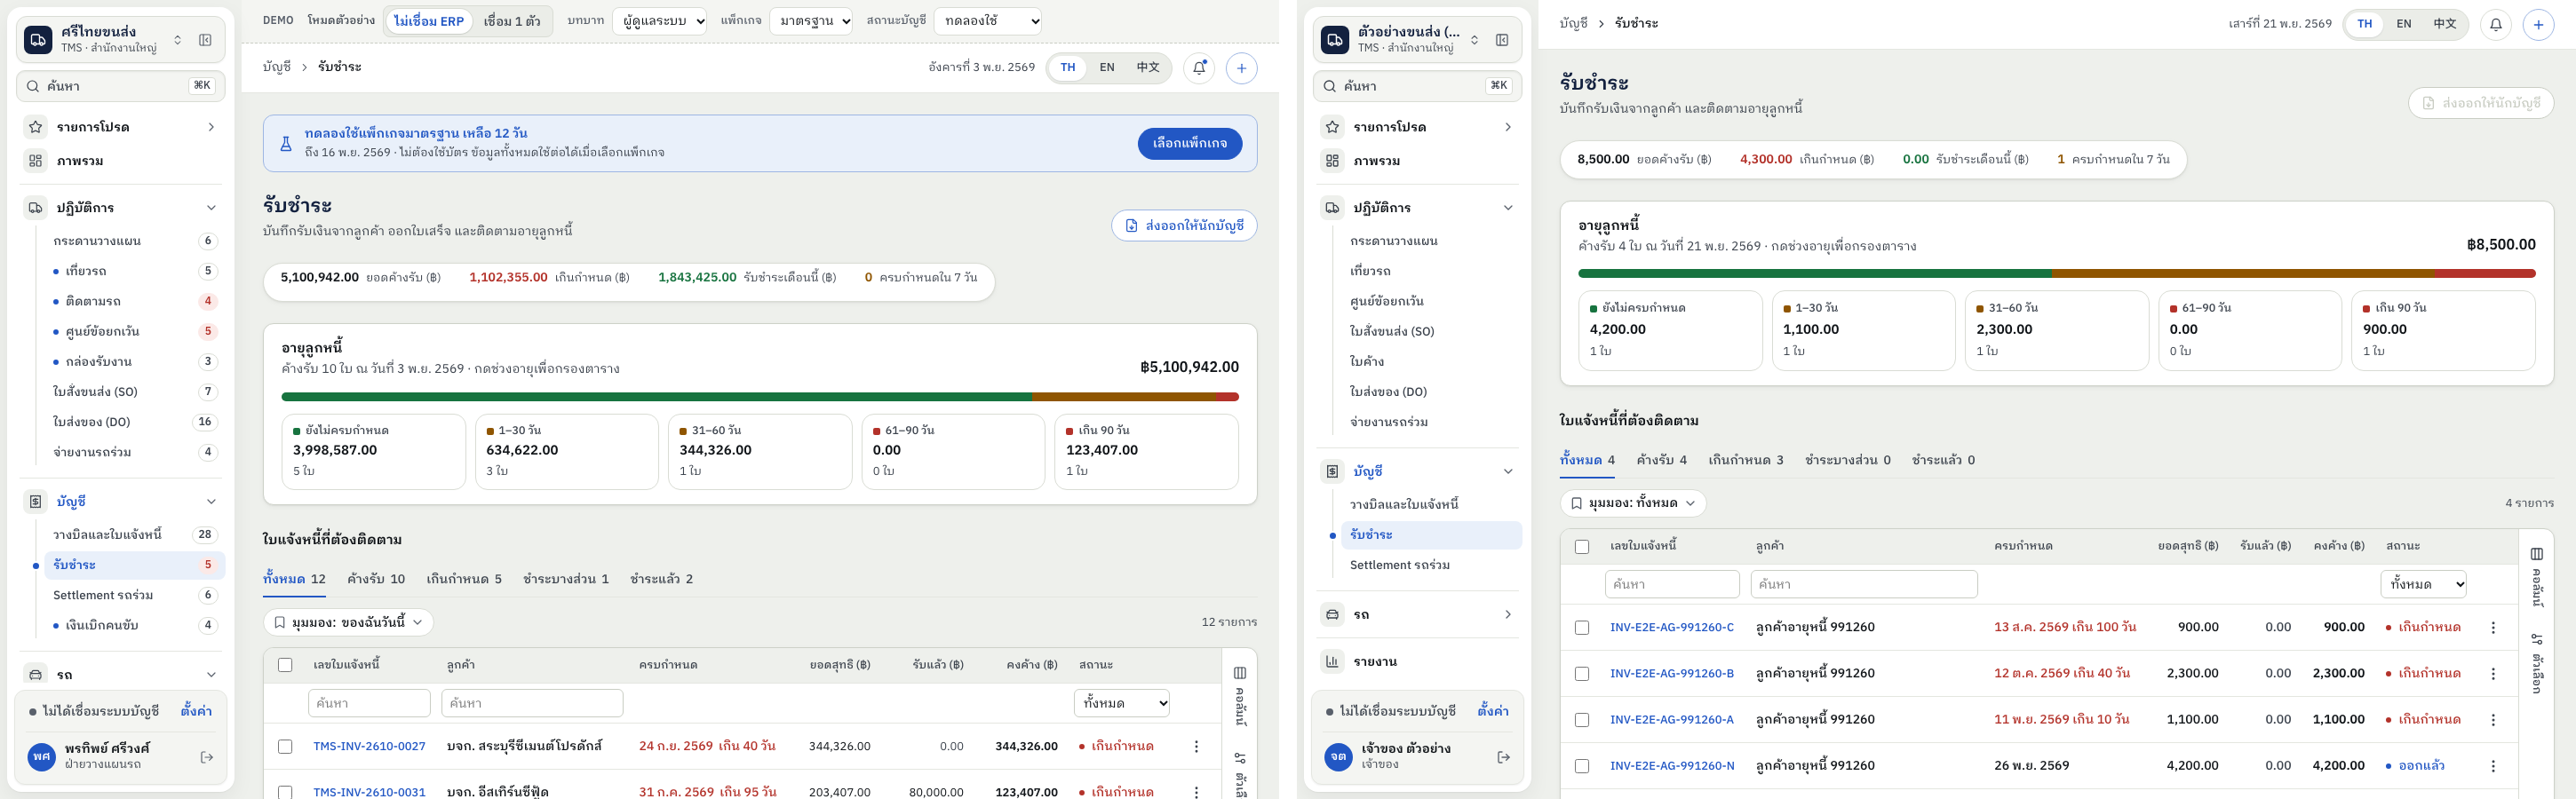 ศรีไทยขนส่ง
TMS · สำนักงานใหญ่
ค้นหา ⌘K
รายการโปรด
ภาพรวม
ปฏิบัติการ
กระดานวางแผน 6
เที่ยวรถ 5
ติดตามรถ 4
ศูนย์ข้อยกเว้น 5
กล่องรับงาน 3
ใบสั่งขนส่ง (SO) 7
ใบส่งของ (DO) 16
จ่ายงานรถร่วม 4
บัญชี
วางบิลและใบแจ้งหนี้ 28
รับชำระ 5
Settlement รถร่วม 6
เงินเบิกคนขับ 4
รถ
ไม่ได้เชื่อมระบบบัญชี ตั้งค่า
พศ พรทิพย์ ศรีวงศ์
ฝ่ายวางแผนรถ
DEMO โหมดตัวอย่าง ไม่เชื่อม ERP เชื่อม 1 ตัว บทบาท ผู้ดูแลระบบ แพ็กเกจ มาตรฐาน สถานะบัญชี ทดลองใช้
บัญชี > รับชำระ อังคารที่ 3 พ.ย. 2569 TH EN 中文
ทดลองใช้แพ็กเกจมาตรฐาน เหลือ 12 วัน
ถึง 16 พ.ย. 2569 · ไม่ต้องใช้บัตร ข้อมูลทั้งหมดใช้ต่อได้เมื่อเลือกแพ็กเกจ
เลือกแพ็กเกจ
รับชำระ
บันทึกรับเงินจากลูกค้า ออกใบเสร็จ และติดตามอายุลูกหนี้
ส่งออกให้นักบัญชี
5,100,942.00 ยอดค้างรับ (฿) 1,102,355.00 เกินกำหนด (฿) 1,843,425.00 รับชำระเดือนนี้ (฿) 0 ครบกำหนดใน 7 วัน
อายุลูกหนี้
ค้างรับ 10 ใบ ณ วันที่ 3 พ.ย. 2569 · กดช่วงอายุเพื่อกรองตาราง ฿5,100,942.00
ยังไม่ครบกำหนด 1–30 วัน 31–60 วัน 61–90 วัน เกิน 90 วัน
3,998,587.00 634,622.00 344,326.00 0.00 123,407.00
5 ใบ 3 ใบ 1 ใบ 0 ใบ 1 ใบ
ใบแจ้งหนี้ที่ต้องติดตาม
ทั้งหมด 12 ค้างรับ 10 เกินกำหนด 5 ชำระบางส่วน 1 ชำระแล้ว 2
มุมมอง: ของฉันวันนี้ 12 รายการ
เลขใบแจ้งหนี้ ลูกค้า ครบกำหนด ยอดสุทธิ (฿) รับแล้ว (฿) คงค้าง (฿) สถานะ
ค้นหา ค้นหา ทั้งหมด
TMS-INV-2610-0027 บจก. สระบุรีซีเมนต์โปรดักส์ 24 ก.ย. 2569 เกิน 40 วัน 344,326.00 0.00 344,326.00 เกินกำหนด
TMS-INV-2610-0031 บจก. อีสเทิร์นซีฟู้ด 31 ก.ค. 2569 เกิน 95 วัน 203,407.00 80,000.00 123,407.00 เกินกำหนด
คอลัมน์
ตัวเลือก
ตัวอย่างขนส่ง (...
TMS · สำนักงานใหญ่
ค้นหา ⌘K
รายการโปรด
ภาพรวม
ปฏิบัติการ
กระดานวางแผน
เที่ยวรถ
ศูนย์ข้อยกเว้น
ใบสั่งขนส่ง (SO)
ใบค้าง
ใบส่งของ (DO)
จ่ายงานรถร่วม
บัญชี
วางบิลและใบแจ้งหนี้
รับชำระ
Settlement รถร่วม
รถ
รายงาน
ไม่ได้เชื่อมระบบบัญชี ตั้งค่า
จต เจ้าของ ตัวอย่าง
เจ้าของ
บัญชี > รับชำระ เสาร์ที่ 21 พ.ย. 2569 TH EN 中文
รับชำระ
บันทึกรับเงินจากลูกค้า และติดตามอายุลูกหนี้
ส่งออกให้นักบัญชี
8,500.00 ยอดค้างรับ (฿) 4,300.00 เกินกำหนด (฿) 0.00 รับชำระเดือนนี้ (฿) 1 ครบกำหนดใน 7 วัน
อายุลูกหนี้
ค้างรับ 4 ใบ ณ วันที่ 21 พ.ย. 2569 · กดช่วงอายุเพื่อกรองตาราง ฿8,500.00
ยังไม่ครบกำหนด 1–30 วัน 31–60 วัน 61–90 วัน เกิน 90 วัน
4,200.00 1,100.00 2,300.00 0.00 900.00
1 ใบ 1 ใบ 1 ใบ 0 ใบ 1 ใบ
ใบแจ้งหนี้ที่ต้องติดตาม
ทั้งหมด 4 ค้างรับ 4 เกินกำหนด 3 ชำระบางส่วน 0 ชำระแล้ว 0
มุมมอง: ทั้งหมด 4 รายการ
เลขใบแจ้งหนี้ ลูกค้า ครบกำหนด ยอดสุทธิ (฿) รับแล้ว (฿) คงค้าง (฿) สถานะ
ค้นหา ค้นหา ทั้งหมด
INV-E2E-AG-991260-C ลูกค้าอายุหนี้ 991260 13 ส.ค. 2569 เกิน 100 วัน 900.00 0.00 900.00 เกินกำหนด
INV-E2E-AG-991260-B ลูกค้าอายุหนี้ 991260 12 ต.ค. 2569 เกิน 40 วัน 2,300.00 0.00 2,300.00 เกินกำหนด
INV-E2E-AG-991260-A ลูกค้าอายุหนี้ 991260 11 พ.ย. 2569 เกิน 10 วัน 1,100.00 0.00 1,100.00 เกินกำหนด
INV-E2E-AG-991260-N ลูกค้าอายุหนี้ 991260 26 พ.ย. 2569 4,200.00 0.00 4,200.00 ออกแล้ว
คอลัมน์
ตัวเลือก